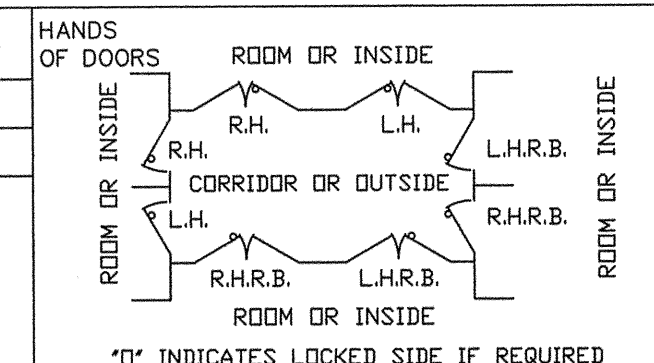 HANDS
OF DOORS
ROOM OR INSIDE
ROOM OR INSIDE
R.H.
L.H.
R.H.
L.H.R.B.
ROOM OR INSIDE
CORRIDOR OR OUTSIDE
L.H.
R.H.R.B.
R.H.R.B.
L.H.R.B.
ROOM OR INSIDE
"O" INDICATES LOCKED SIDE IF REQUIRED